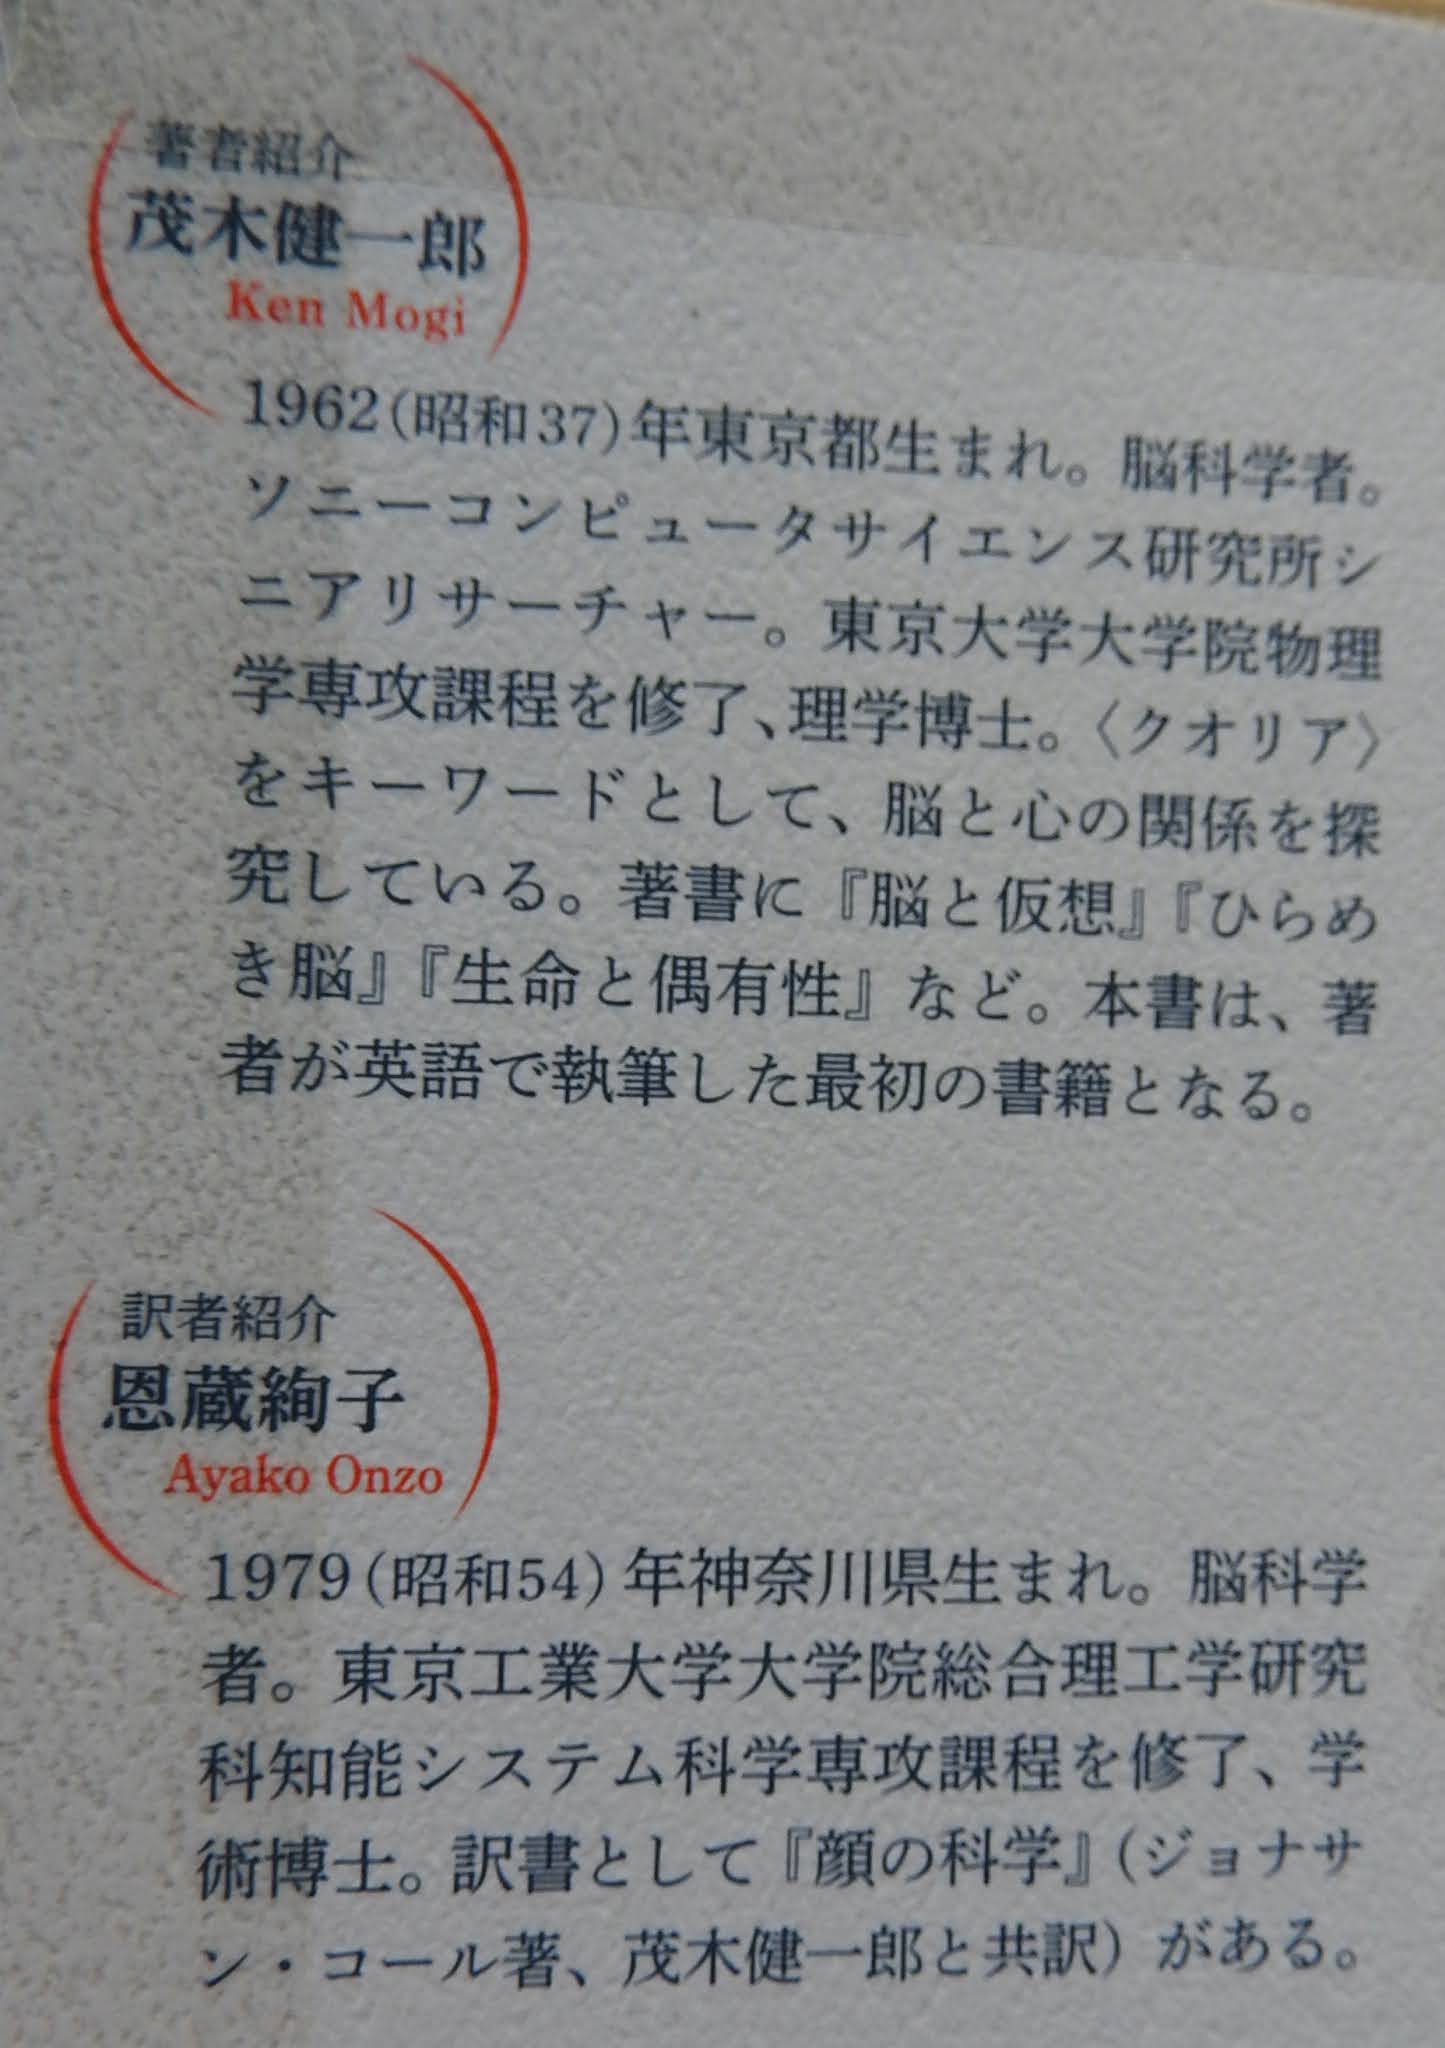 著者紹介
茂木健一郎
Ken Mogi
1962(昭和37)年東京都生まれ。脳科学者。
ソニーコンピュータサイエンス研究所シ
ニアリサーチャー。東京大学大学院物理
学専攻課程を修了、理学博士。〈クオリア〉
をキーワードとして、脳と心の関係を探
究している。著書に『脳と仮想』『ひらめ
き脳』『生命と偶有性』など。本書は、著
者が英語で執筆した最初の書籍となる。
訳者紹介
恩蔵絢子
Ayako Onzo
1979(昭和54)年神奈川県生まれ。脳科学
者。東京工業大学大学院総合理工学研究
科知能システム科学専攻課程を修了、学
術博士。訳書として『顔の科学』(ジョナサ
ン・コール著、茂木健一郎と共訳)がある。